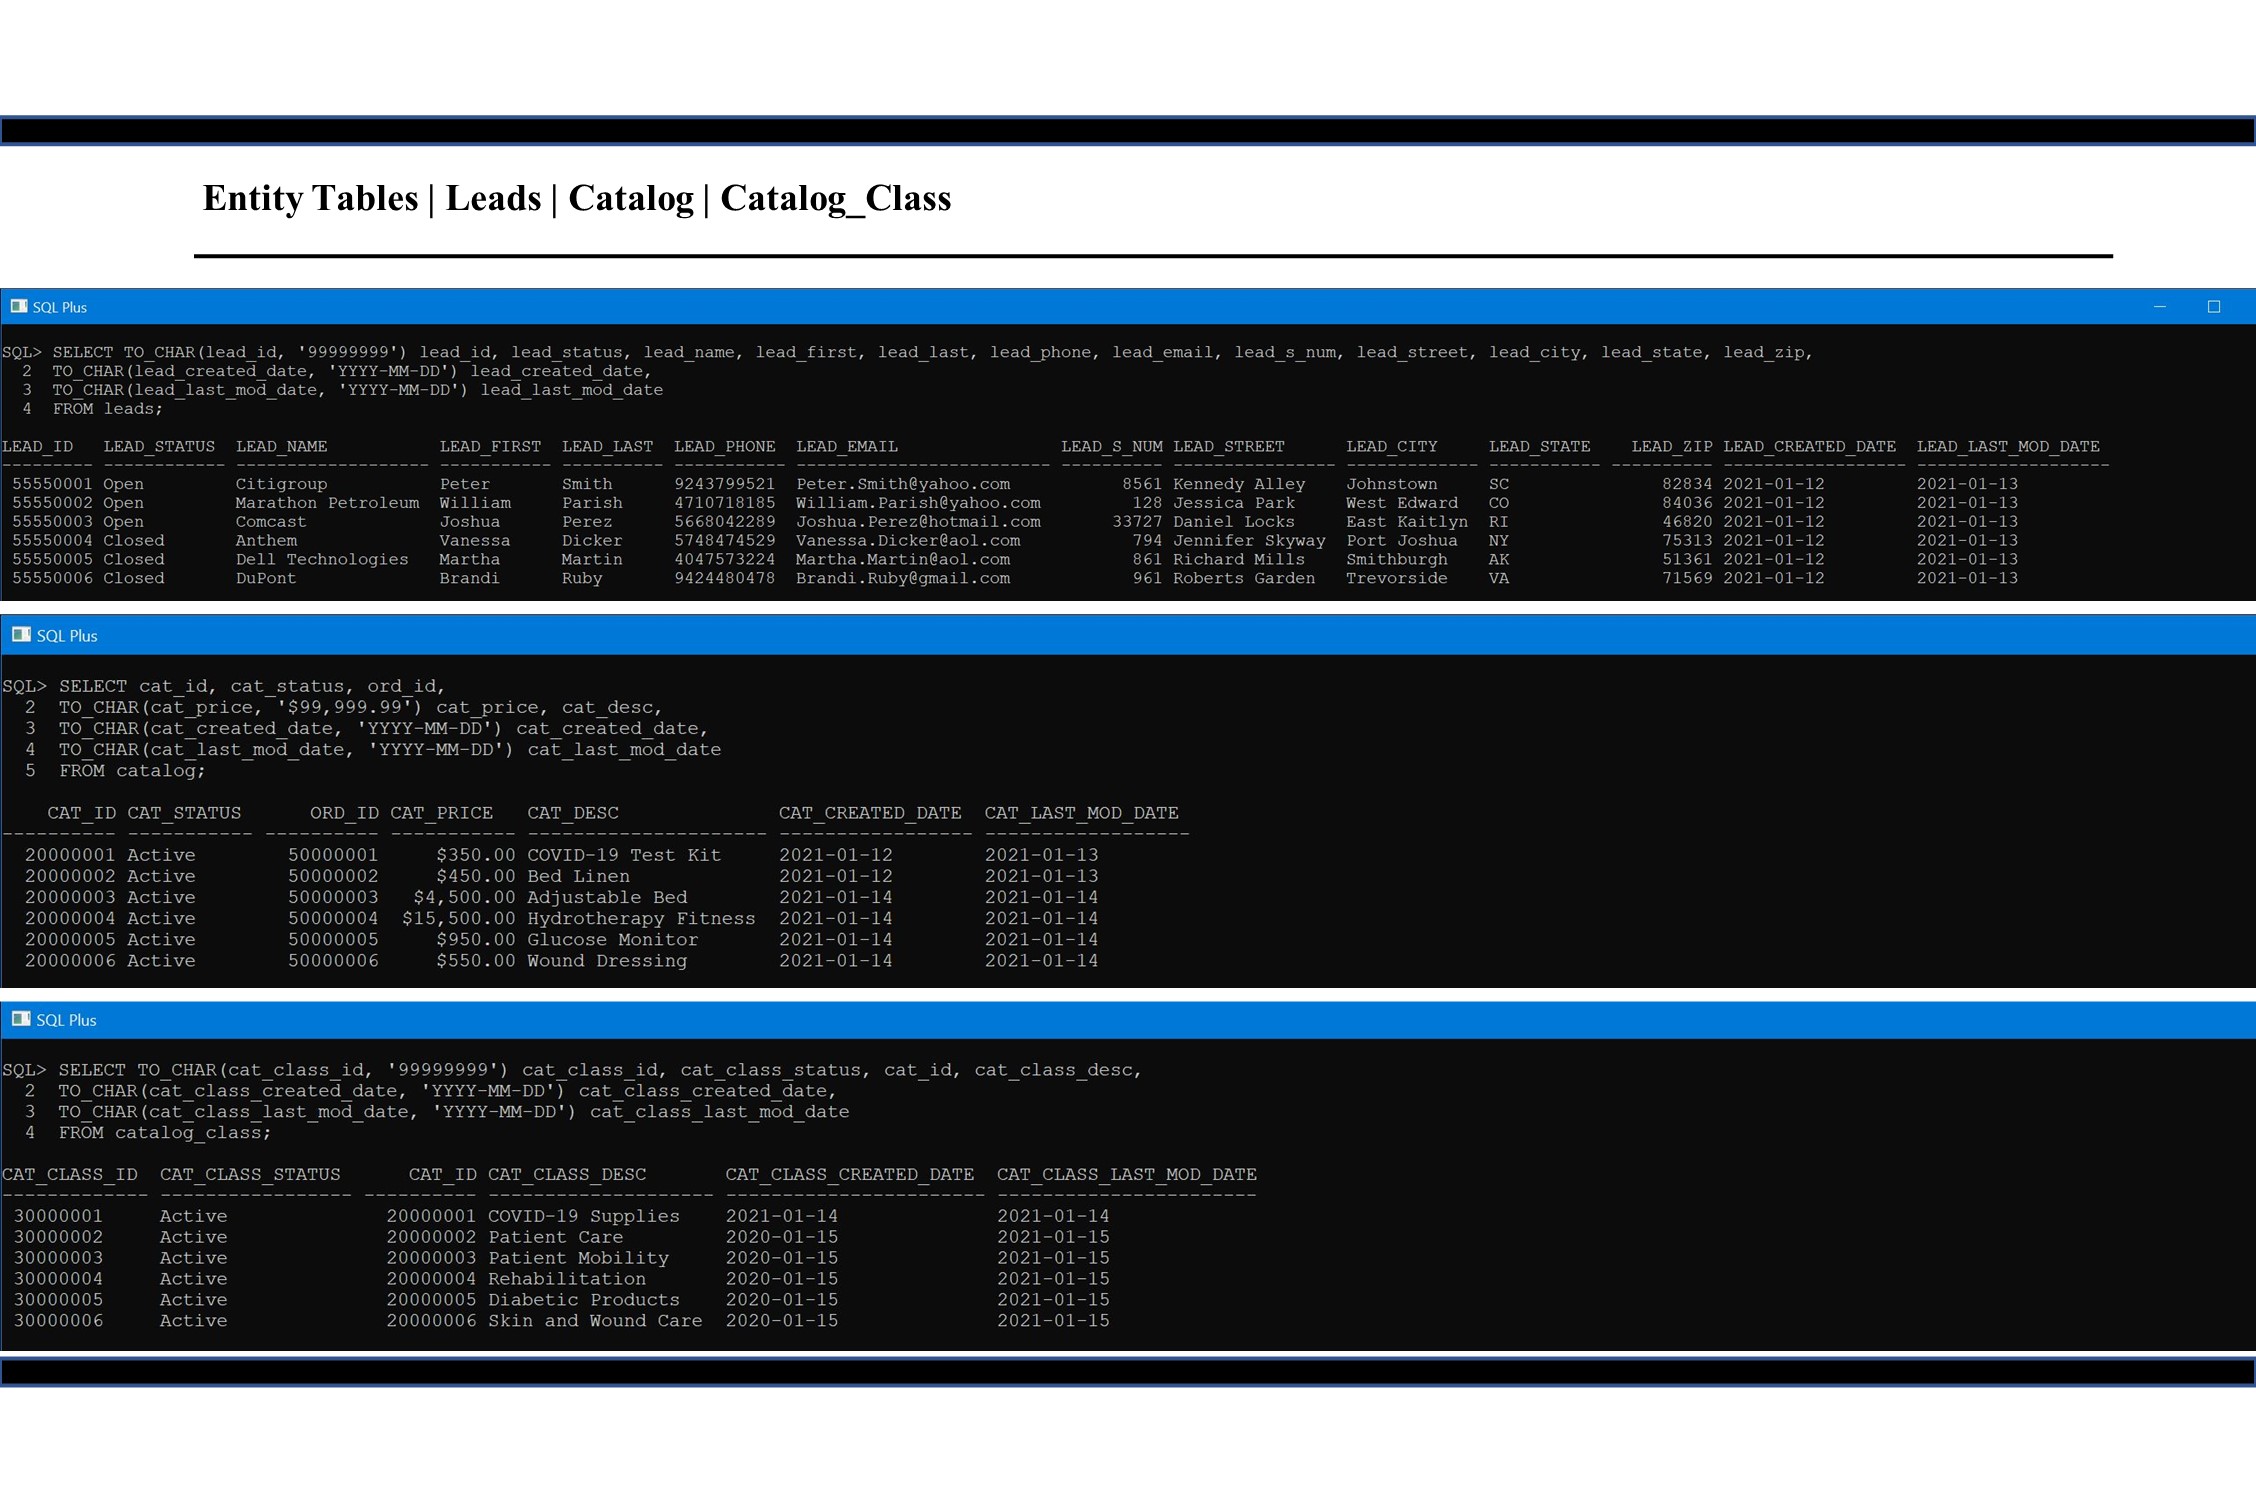 Entity Tables | Leads | Catalog | Catalog_Class
SQL Plus
SQL> SELECT TO_CHAR(lead_id, '99999999') lead_id, lead_status, lead_name, lead_first, lead_last, lead_phone, lead_email, lead_s_num, lead_street, lead_city, lead_state, lead_zip,
2 TO_CHAR(lead_created_date, 'YYYY-MM-DD') lead_created_date,
3 TO_CHAR(lead_last_mod_date, 'YYYY-MM-DD') lead_last_mod_date
4 FROM leads;
LEAD_ID LEAD_STATUS LEAD_NAME LEAD_FIRST LEAD_LAST LEAD_PHONE LEAD_EMAIL LEAD_S_NUM LEAD_STREET LEAD_CITY LEAD_STATE LEAD_ZIP LEAD_CREATED_DATE LEAD_LAST_MOD_DATE
55550001 Open Citigroup Peter Smith 9243799521 Peter.Smith@yahoo.com 8561 Kennedy Alley Johnstown SC 82834 2021-01-12 2021-01-13
55550002 Open Marathon Petroleum William Parish 4710718185 William.Parish@yahoo.com 128 Jessica Park West Edward CO 84036 2021-01-12 2021-01-13
55550003 Open Comcast Joshua Perez 5668042289 Joshua.Perez@hotmail.com 33727 Daniel Locks East Kaitlyn RI 46820 2021-01-12 2021-01-13
55550004 Closed Anthem Vanessa Dicker 5748474529 Vanessa.Dicker@aol.com 794 Jennifer Skyway Port Joshua NY 75313 2021-01-12 2021-01-13
55550005 Closed Dell Technologies Martha Martin 4047573224 Martha.Martin@aol.com 861 Richard Mills Smithburgh AK 51361 2021-01-12 2021-01-13
55550006 Closed DuPont Brandi Ruby 9424480478 Brandi.Ruby@gmail.com 961 Roberts Garden Trevorside VA 71569 2021-01-12 2021-01-13
SQL Plus
SQL> SELECT cat_id, cat_status, ord_id,
2 TO_CHAR(cat_price, '$99,999.99') cat_price, cat_desc,
3 TO_CHAR(cat_created_date, 'YYYY-MM-DD') cat_created_date,
4 TO_CHAR(cat_last_mod_date, 'YYYY-MM-DD') cat_last_mod_date
5 FROM catalog;
CAT_ID CAT_STATUS ORD_ID CAT_PRICE CAT_DESC CAT_CREATED_DATE CAT_LAST_MOD_DATE
20000001 Active 50000001 $350.00 COVID-19 Test Kit 2021-01-12 2021-01-13
20000002 Active 50000002 $450.00 Bed Linen 2021-01-12 2021-01-13
20000003 Active 50000003 $4,500.00 Adjustable Bed 2021-01-14 2021-01-14
20000004 Active 50000004 $15,500.00 Hydrotherapy Fitness 2021-01-14 2021-01-14
20000005 Active 50000005 $950.00 Glucose Monitor 2021-01-14 2021-01-14
20000006 Active 50000006 $550.00 Wound Dressing 2021-01-14 2021-01-14
SQL Plus
SQL> SELECT TO_CHAR(cat_class_id, '99999999') cat_class_id, cat_class_status, cat_id, cat_class_desc,
2 TO_CHAR(cat_class_created_date, 'YYYY-MM-DD') cat_class_created_date,
3 TO_CHAR(cat_class_last_mod_date, 'YYYY-MM-DD') cat_class_last_mod_date
4 FROM catalog_class;
CAT_CLASS_ID CAT_CLASS_STATUS CAT_ID CAT_CLASS_DESC CAT_CLASS_CREATED_DATE CAT_CLASS_LAST_MOD_DATE
30000001 Active 20000001 COVID-19 Supplies 2021-01-14 2021-01-14
30000002 Active 20000002 Patient Care 2020-01-15 2021-01-15
30000003 Active 20000003 Patient Mobility 2020-01-15 2021-01-15
30000004 Active 20000004 Rehabilitation 2020-01-15 2021-01-15
30000005 Active 20000005 Diabetic Products 2020-01-15 2021-01-15
30000006 Active 20000006 Skin and Wound Care 2020-01-15 2021-01-15